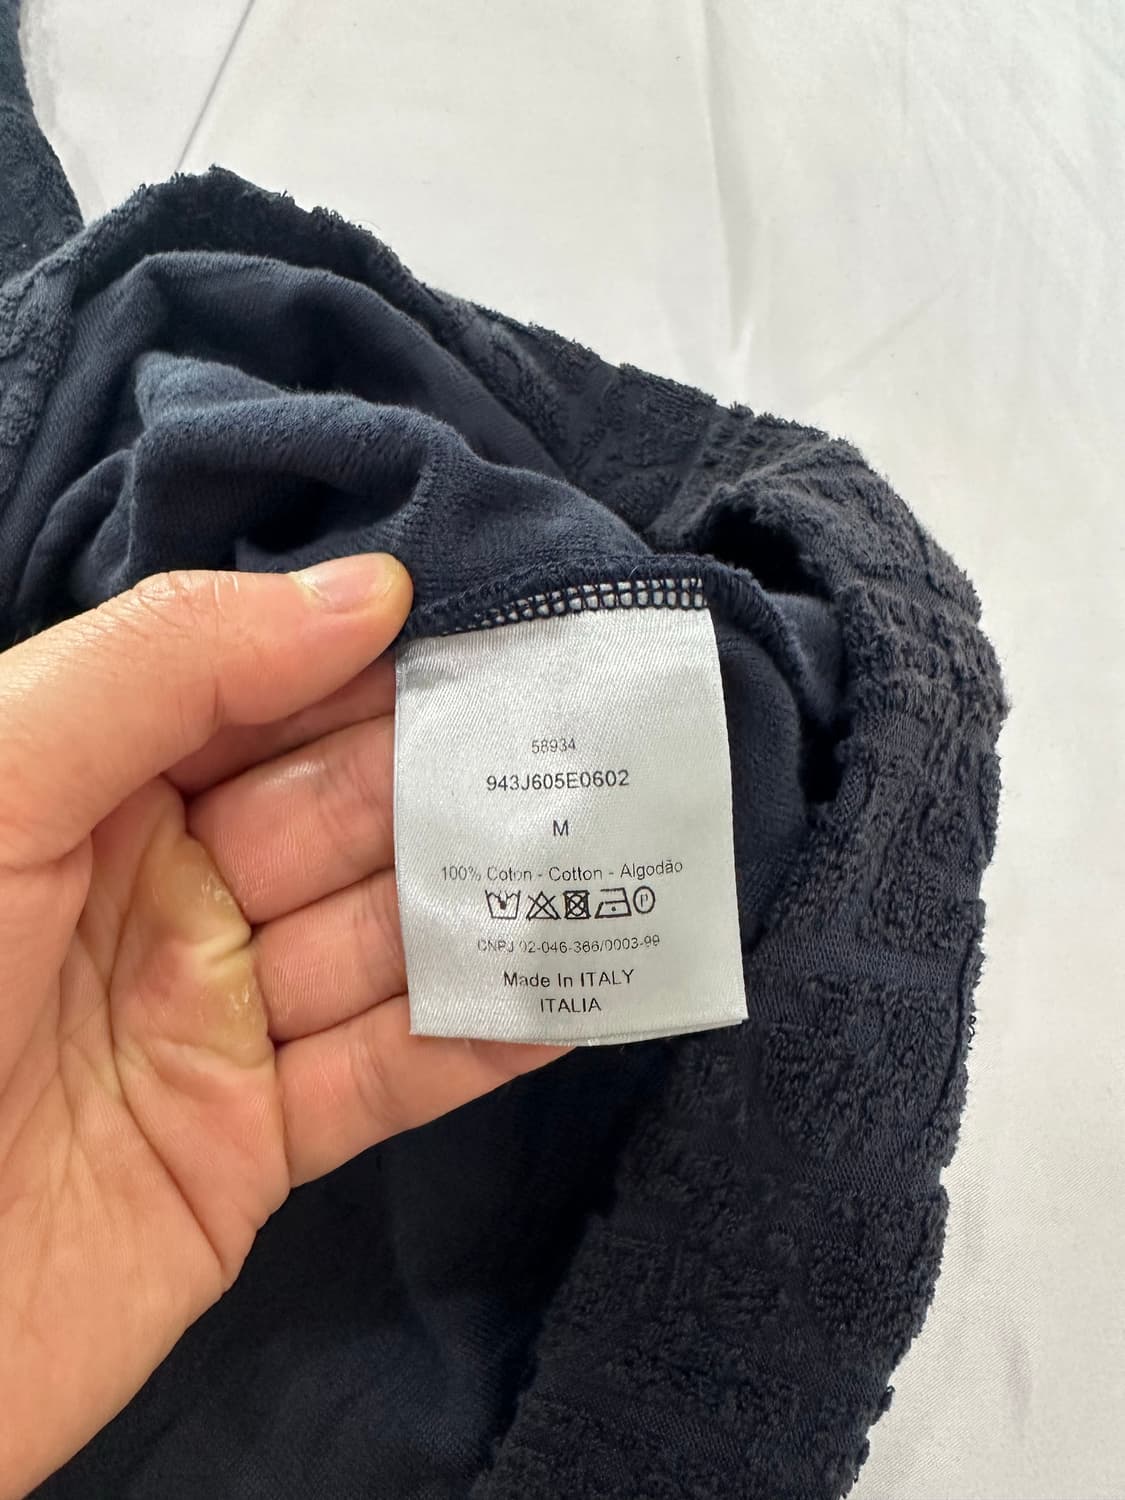 58934
943J605E0602
M
100% Coton - Cotton - Algodão
P
CNPJ 02-046-366/0003-99
Made In ITALY
ITALIA